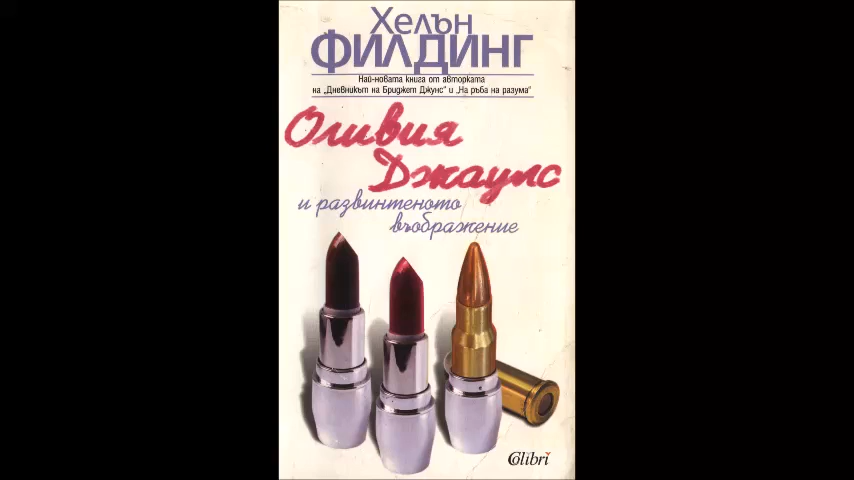 Хелън
ФИЛДИНГ
Най-новата книга от авторката
на „Дневникът на Бриджет Джунс“ и „На ръба на разума“
Оливия
Джаулс
и развинтеното
въображение
Colibri